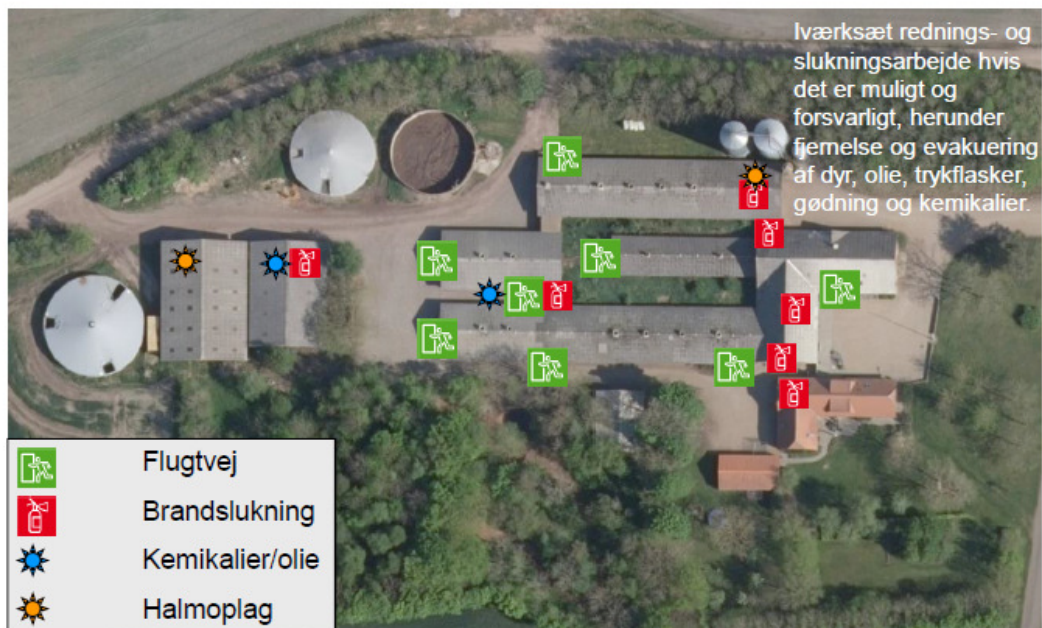 Iværksæt rednings- og
slukningsarbejde hvis
det er muligt og
forsvarligt, herunder
fjernelse og evakuering
af dyr, olie, trykflasker,
gødning og kemikalier.
Flugtvej
Brandslukning
Kemikalier/olie
Halmoplag